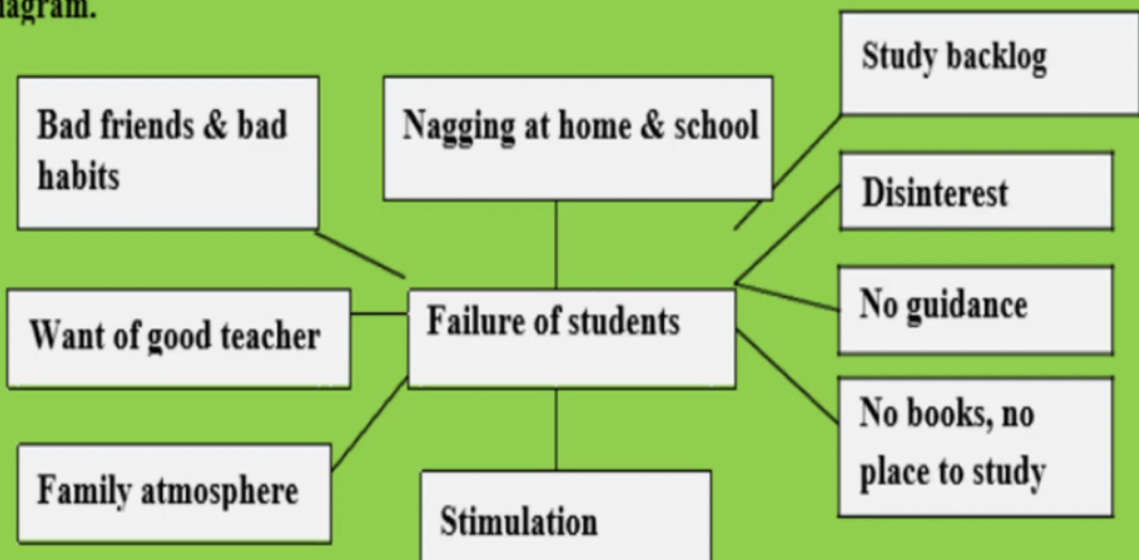 Study backlog
Bad friends & bad
habits
Nagging at home & school
Disinterest
Want of good teacher
Failure of students
No guidance
Family atmosphere
Stimulation
No books, no
place to study